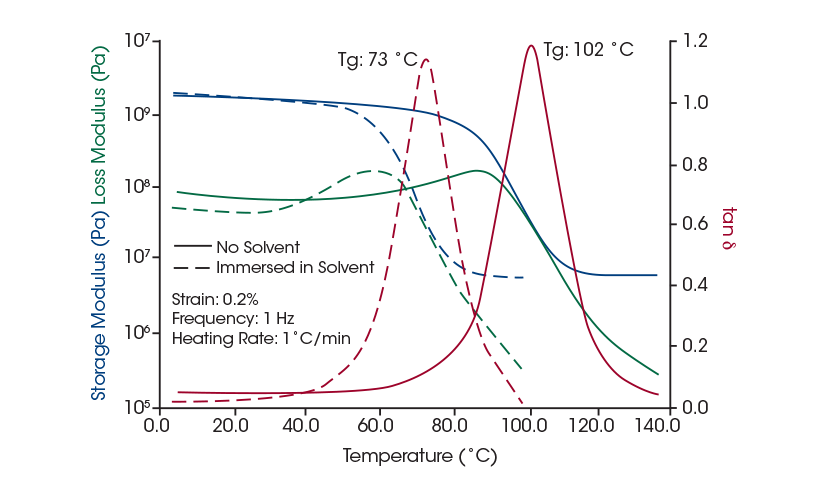 10⁷
10⁹
10⁸
10⁷
10⁶
10⁵
Storage Modulus (Pa) Loss Modulus (Pa)
Tg: 73 ˚C
Tg: 102 ˚C
No Solvent
Immersed in Solvent
Strain: 0.2%
Frequency: 1 Hz
Heating Rate: 1˚C/min
1.2
1.0
0.8
0.6
0.4
0.2
0.0
tan δ
0.0 20.0 40.0 60.0 80.0 100.0 120.0 140.0
Temperature (˚C)